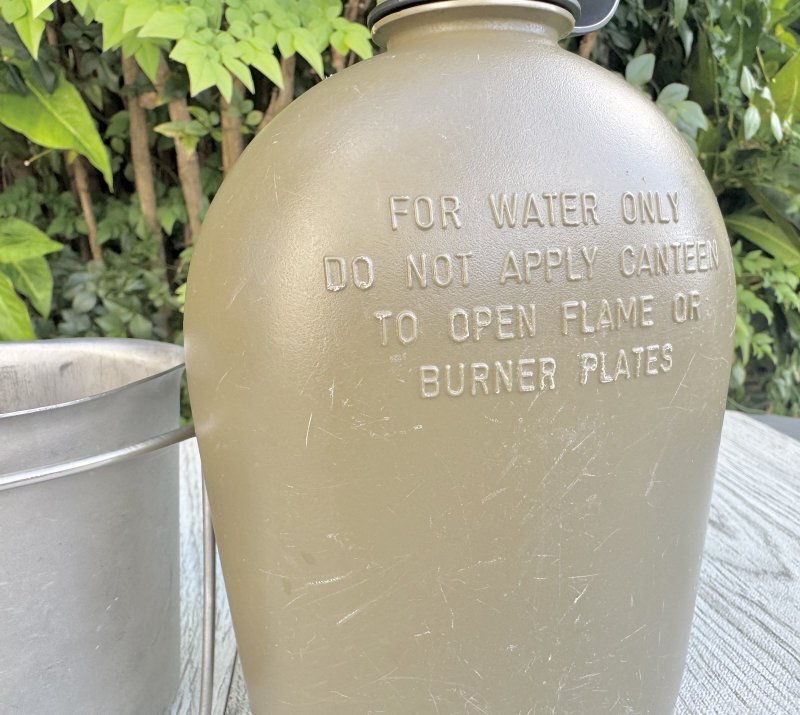 FOR WATER ONLY
DO NOT APPLY CANTEEN
TO OPEN FLAME OR
BURNER PLATES